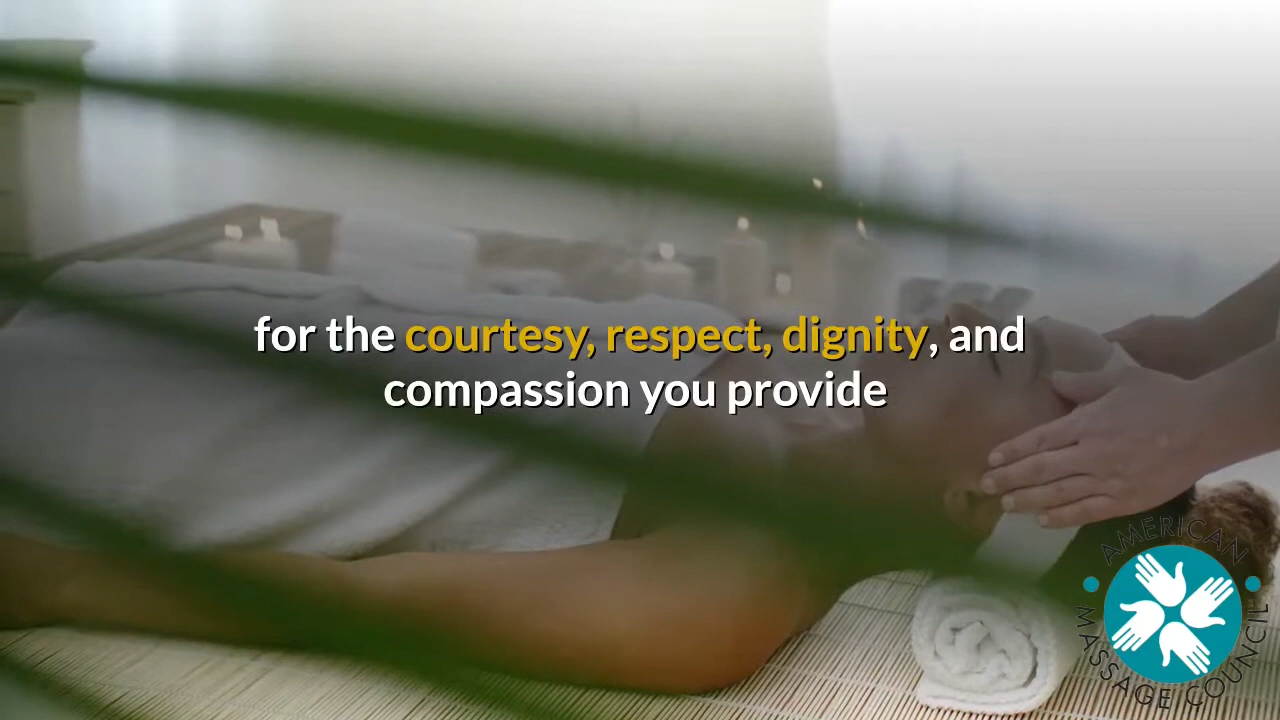 for the courtesy, respect, dignity, and
compassion you provide
AMERICAN
MASSAGE COUNCIL